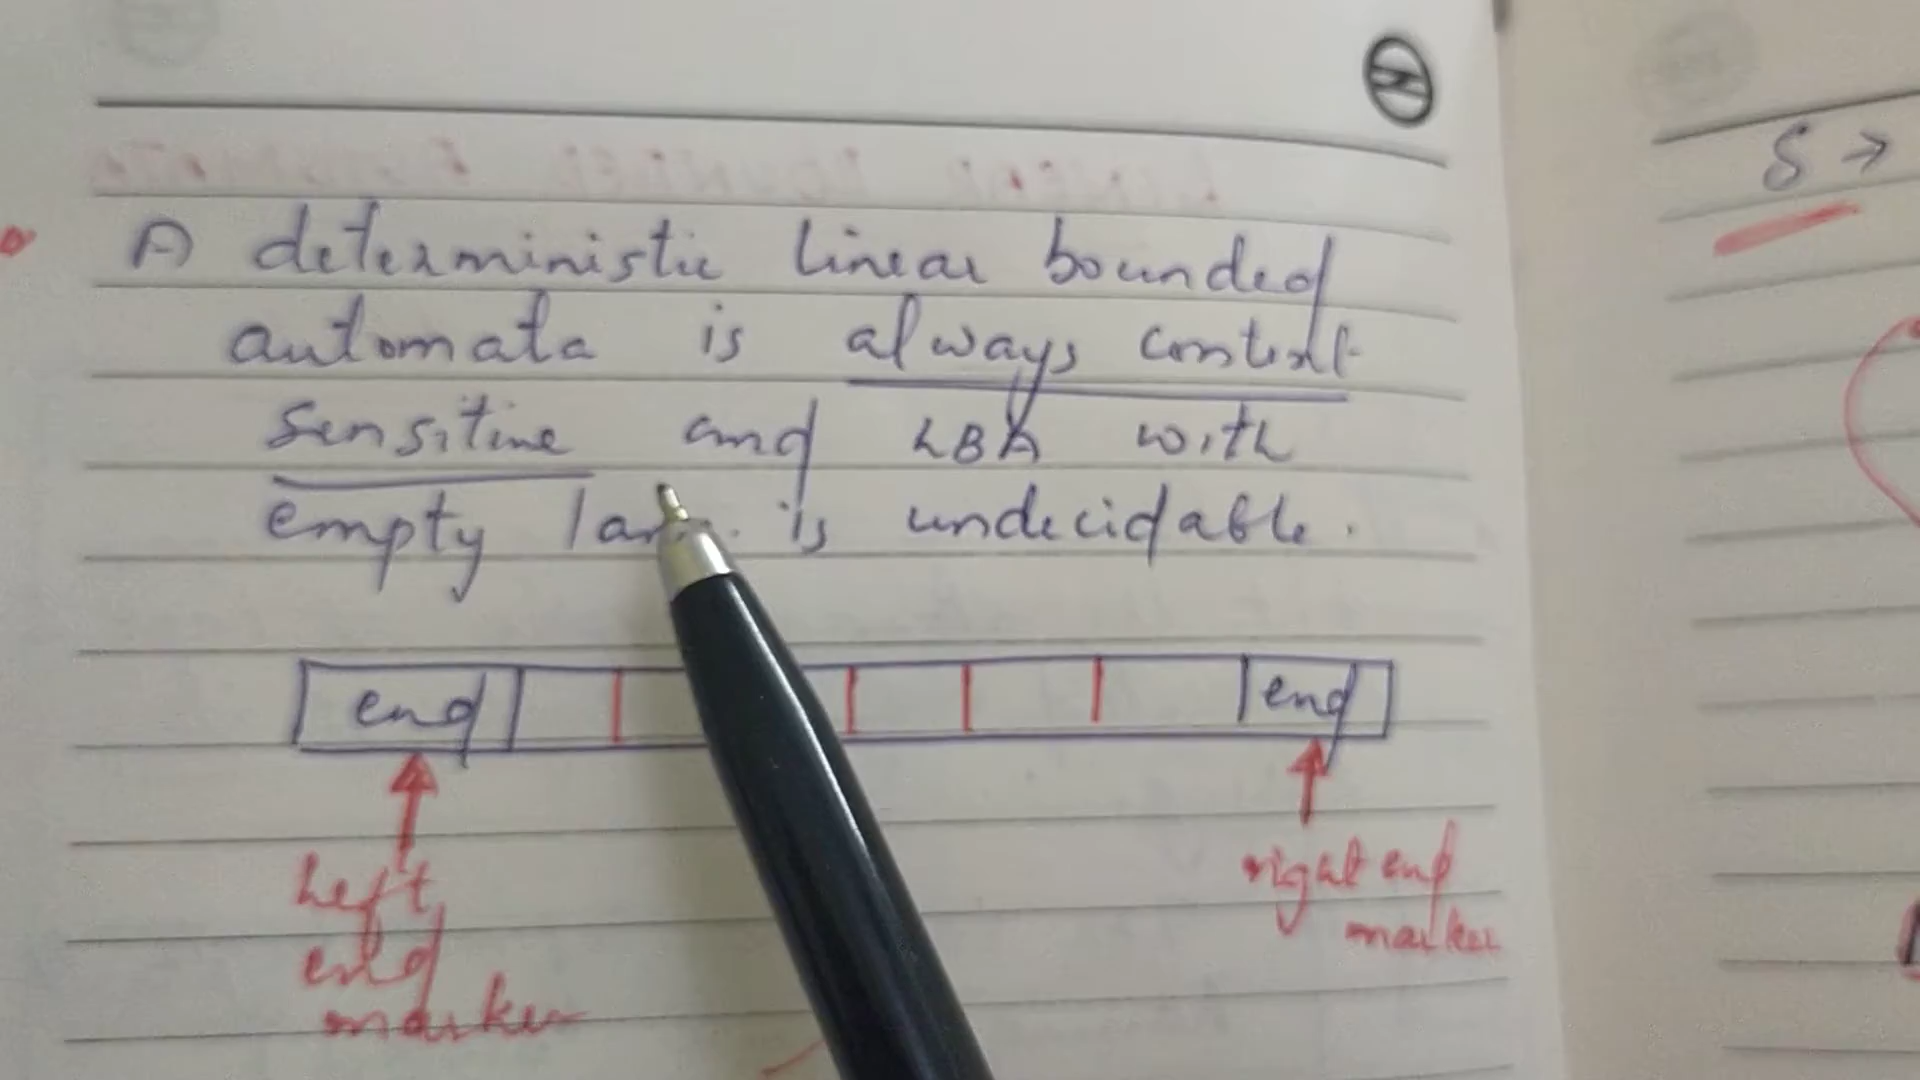 A deterministic linear bounded
automata is always context
sensitive and LBA with
empty lan. is undecidable.
end end
Left
end
marker
right end
marker
S →